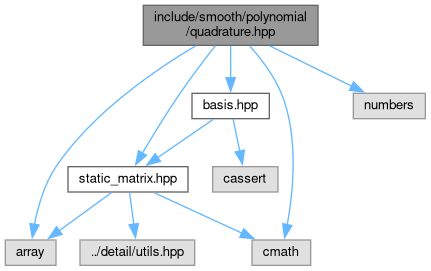 include/smooth/polynomial
/quadrature.hpp
basis.hpp
numbers
static_matrix.hpp
cassert
array
../detail/utils.hpp
cmath